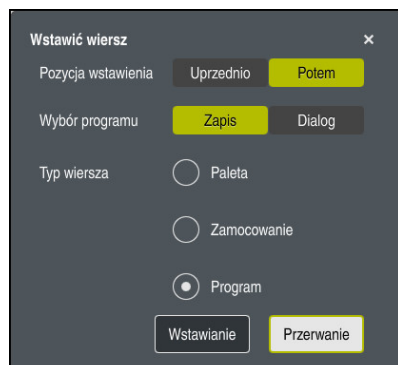 Wstawić wiersz ×
Pozycja wstawienia Uprzednio Potem
Wybór programu Zapis Dialog
Typ wiersza Paleta
Zamocowanie
Program
Wstawianie Przerwanie